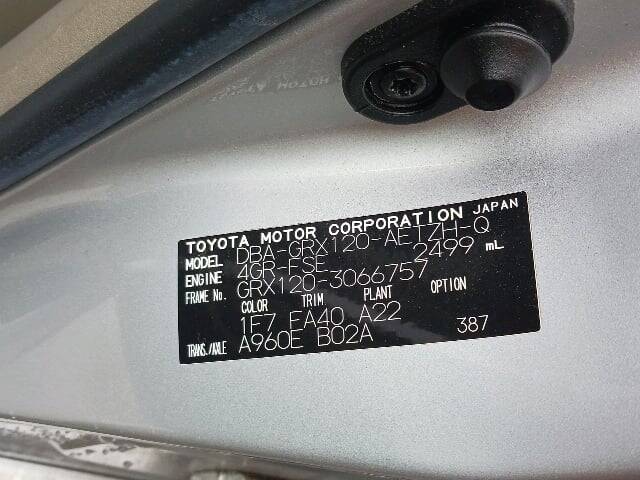 TOYOTA MOTOR CORPORATION JAPAN
MODEL DBA-GRX120-AETZH-Q
ENGINE 4GR-FSE 2499 mL
FRAME No. GRX120-3066757
COLOR TRIM PLANT OPTION
1F7 FA40 A22
TRANS./AXLE A960E B02A 387